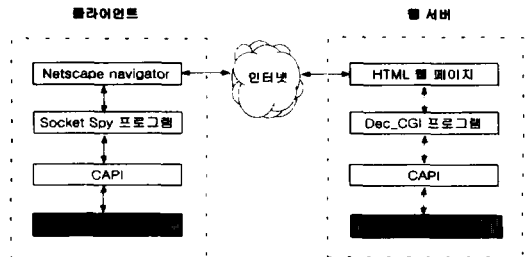 클라이언트
웹 서버
Netscape navigator
인터넷
HTML 웹 페이지
Socket Spy 프로그램
Dec_CGI 프로그램
CAPI
CAPI